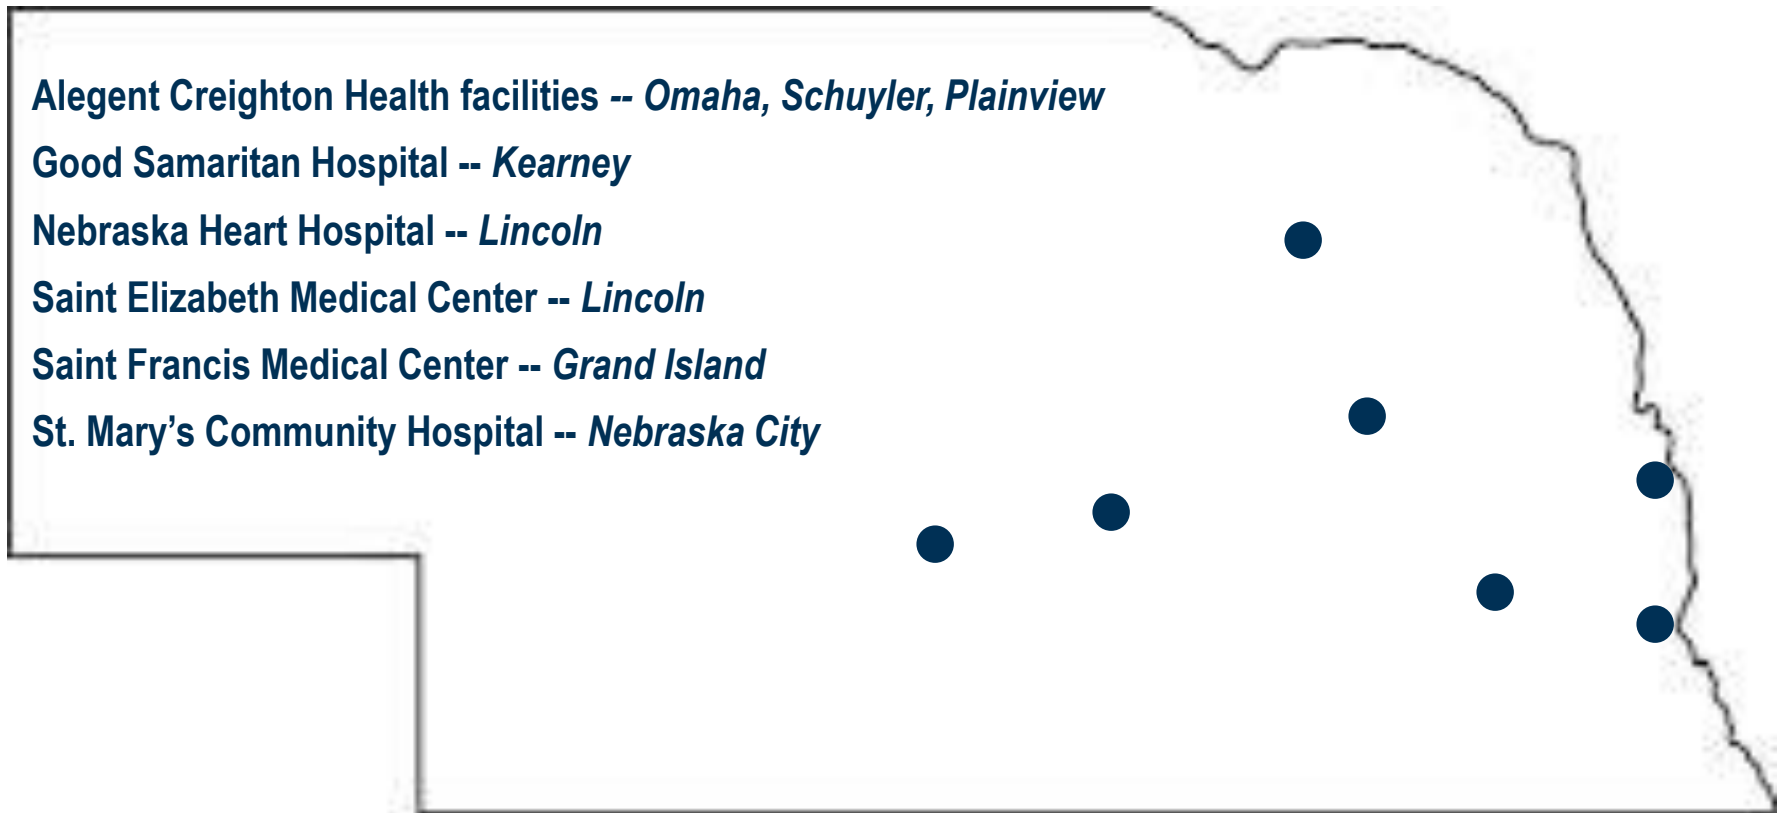 Alegent Creighton Health facilities -- Omaha, Schuyler, Plainview
Good Samaritan Hospital -- Kearney
Nebraska Heart Hospital -- Lincoln
Saint Elizabeth Medical Center -- Lincoln
Saint Francis Medical Center -- Grand Island
St. Mary’s Community Hospital -- Nebraska City